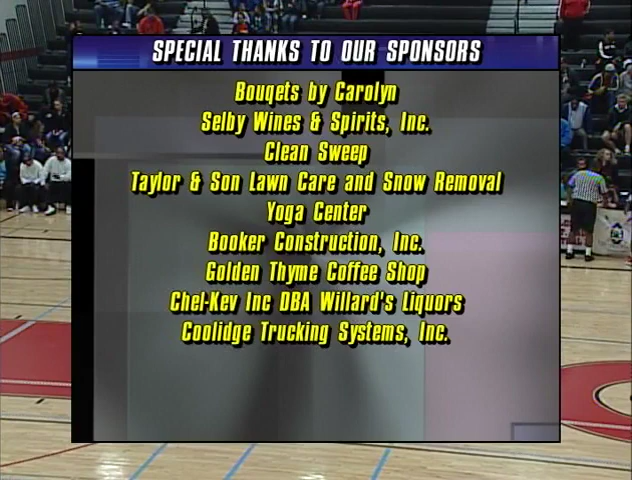 SPECIAL THANKS TO OUR SPONSORS
Bouqets by Carolyn
Selby Wines & Spirits, Inc.
Clean Sweep
Taylor & Son Lawn Care and Snow Removal
Yoga Center
Booker Construction, Inc.
Golden Thyme Coffee Shop
Chel-Kev Inc DBA Willard's Liquors
Coolidge Trucking Systems, Inc.